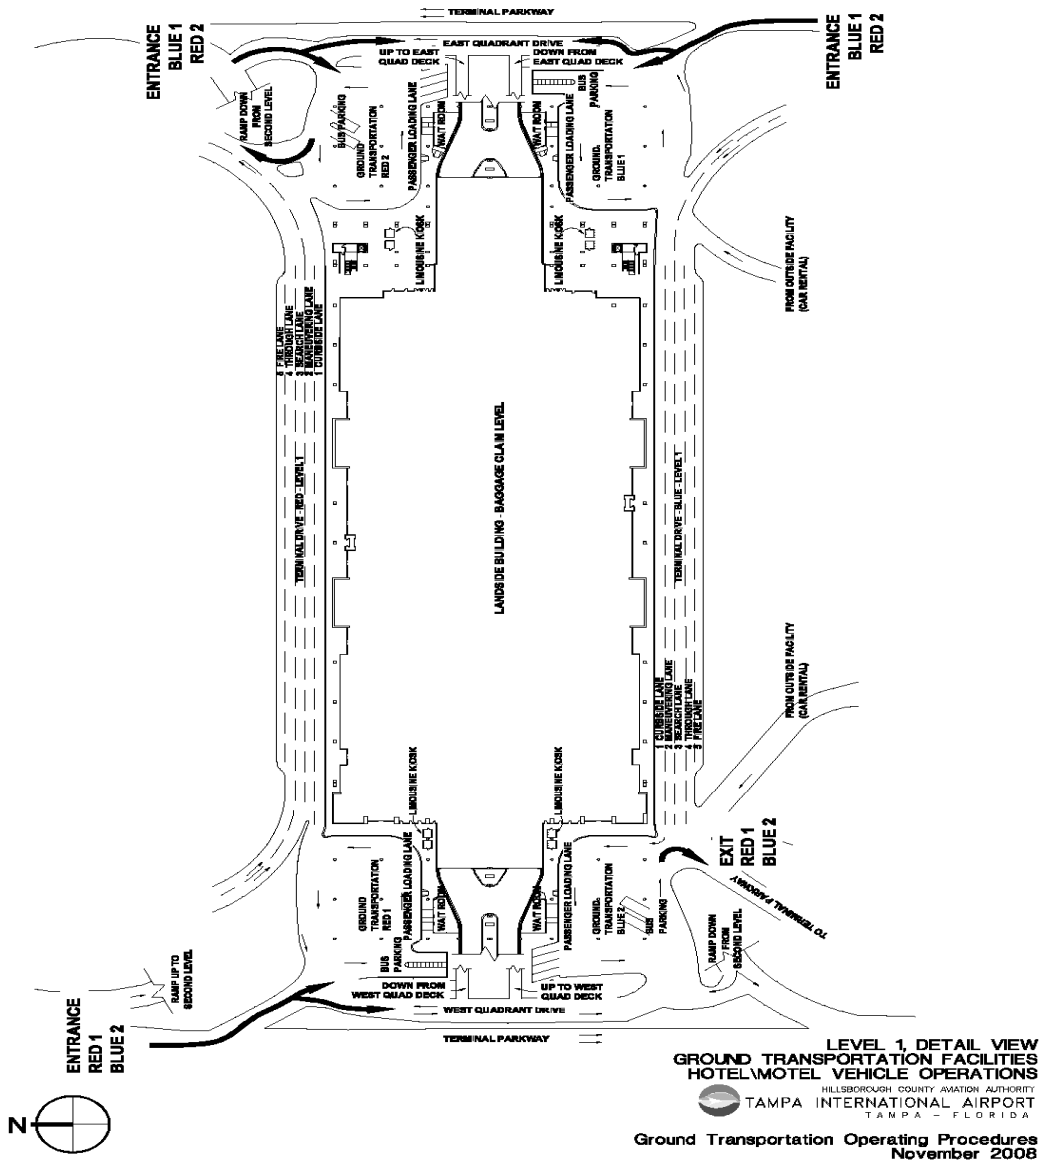 TERMINAL PARKWAY
ENTRANCE
BLUE 1
RED 2
ENTRANCE
BLUE 1
RED 2
EAST QUADRANT DRIVE
UP TO EAST
QUAD DECK
DOWN FROM
EAST QUAD DECK
BUS
PARKING
RAMP DOWN
FROM
SECOND LEVEL
BUS PARKING
GROUND
TRANSPORTATION
RED 2
PASSENGER LOADING LANE
WAIT ROOM
WAIT ROOM
PASSENGER LOADING LANE
GROUND
TRANSPORTATION
BLUE 1
LIMOUSINE KIOSK
LIMOUSINE KIOSK
FROM OUTSIDE FACILITY
(CAR RENTAL)
5 FIRE LANE
4 THROUGH LANE
3 SEARCH LANE
2 MANEUVERING LANE
1 CURBSIDE LANE
TERMINAL DRIVE - RED - LEVEL 1
LANDSIDE BUILDING - BAGGAGE CLAIM LEVEL
TERMINAL DRIVE - BLUE - LEVEL 1
FROM OUTSIDE FACILITY
(CAR RENTAL)
1 CURBSIDE LANE
2 MANEUVERING LANE
3 SEARCH LANE
4 THROUGH LANE
5 FIRE LANE
LIMOUSINE KIOSK
LIMOUSINE KIOSK
EXIT
RED 1
BLUE 2
TO TERMINAL PARKWAY
GROUND
TRANSPORTATION
RED 1
PASSENGER LOADING LANE
WAIT ROOM
WAIT ROOM
PASSENGER LOADING LANE
GROUND
TRANSPORTATION
BLUE 2
BUS
PARKING
RAMP DOWN
FROM
SECOND LEVEL
BUS
PARKING
RAMP UP TO
SECOND LEVEL
DOWN FROM
WEST QUAD DECK
UP TO WEST
QUAD DECK
WEST QUADRANT DRIVE
ENTRANCE
RED 1
BLUE 2
TERMINAL PARKWAY
LEVEL 1, DETAIL VIEW
GROUND TRANSPORTATION FACILITIES
HOTEL\MOTEL VEHICLE OPERATIONS
HILLSBOROUGH COUNTY AVIATION AUTHORITY
TAMPA INTERNATIONAL AIRPORT
TAMPA - FLORIDA
N
Ground Transportation Operating Procedures
November 2008